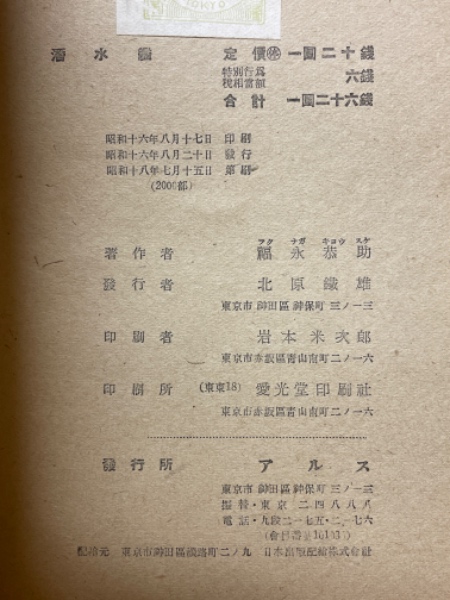 TOKYO
潛水艦 定價㊝一圓二十錢
特別行爲稅相當額 六錢
合計 一圓二十六錢
昭和十六年八月十七日 印刷
昭和十六年八月二十日 發行
昭和十八年七月十五日 第 刷
(2000部)
フク ナガ キョウ スケ
著作者 福永恭助
發行者 北原鐵雄
東京市神田區神保町三ノ一三
印刷者 岩本米次郎
東京市赤坂區靑山南町二ノ一六
印刷所 (東東18) 愛光堂印刷社
東京市赤坂區靑山南町二ノ一六
發行所 アルス
東京市神田區神保町三ノ一三
振替・東京二四八八八
電話・九段二一七五・二一七六
配給元 東京市神田區淡路町二ノ九 日本出版配給株式會社